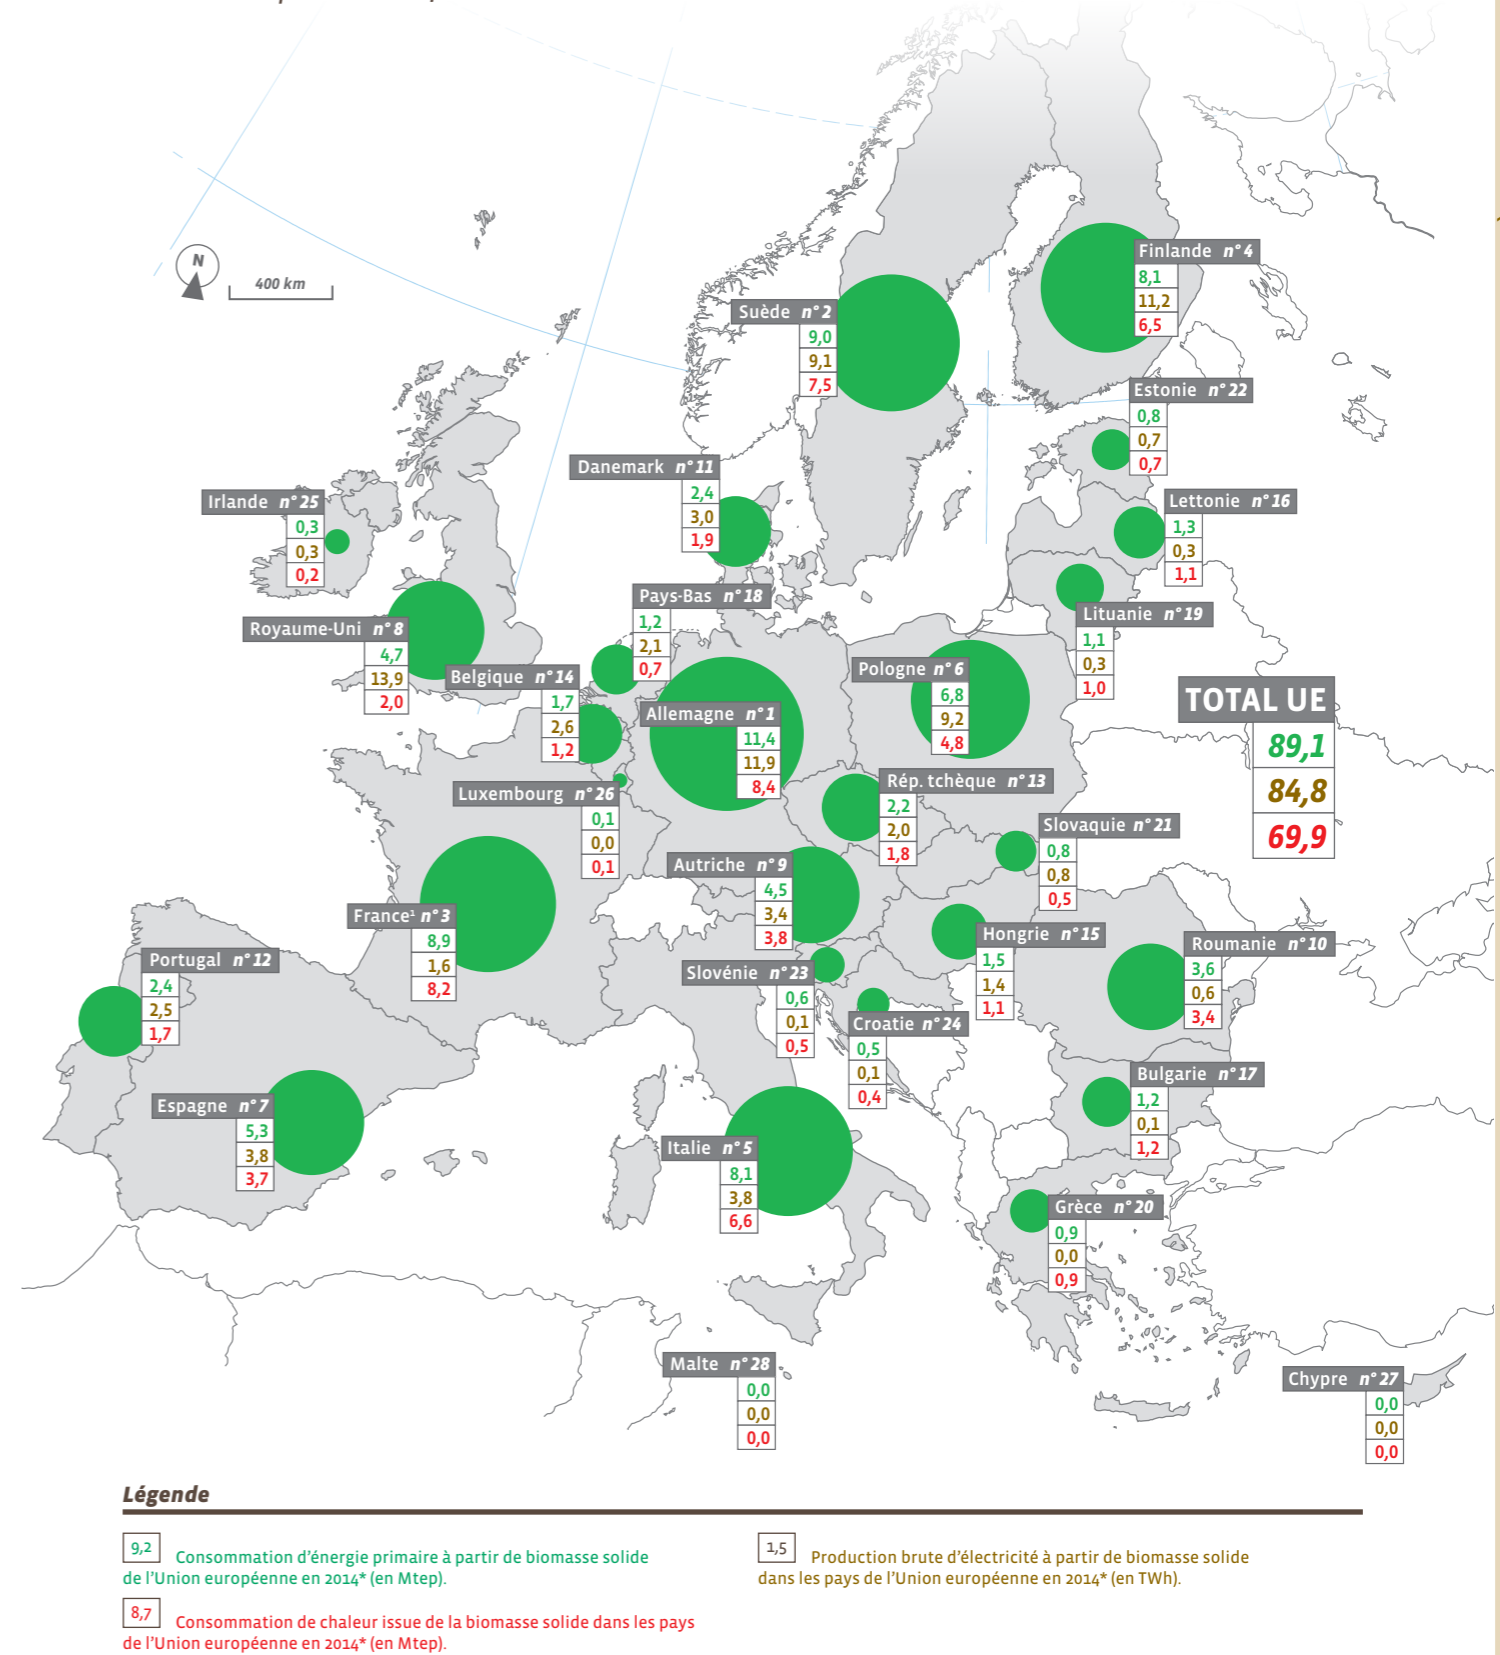 N
400 km
Finlande n° 4
8,1
11,2
6,5
Suède n° 2
9,0
9,1
7,5
Estonie n° 22
0,8
0,7
0,7
Danemark n° 11
2,4
3,0
1,9
Irlande n° 25
0,3
0,3
0,2
Lettonie n° 16
1,3
0,3
1,1
Pays-Bas n° 18
1,2
2,1
0,7
Lituanie n° 19
1,1
0,3
1,0
Royaume-Uni n° 8
4,7
13,9
2,0
Belgique n° 14
1,7
2,6
1,2
Pologne n° 6
6,8
9,2
4,8
TOTAL UE
89,1
84,8
69,9
Allemagne n° 1
11,4
11,9
8,4
Luxembourg n° 26
0,1
0,0
0,1
Rép. tchèque n° 13
2,2
2,0
1,8
Slovaquie n° 21
0,8
0,8
0,5
Autriche n° 9
4,5
3,4
3,8
France¹ n° 3
8,9
1,6
8,2
Hongrie n° 15
1,5
1,4
1,1
Roumanie n° 10
3,6
0,6
3,4
Portugal n° 12
2,4
2,5
1,7
Slovénie n° 23
0,6
0,1
0,5
Croatie n° 24
0,5
0,1
0,4
Bulgarie n° 17
1,2
0,1
1,2
Espagne n° 7
5,3
3,8
3,7
Italie n° 5
8,1
3,8
6,6
Grèce n° 20
0,9
0,0
0,9
Malte n° 28
0,0
0,0
0,0
Chypre n° 27
0,0
0,0
0,0
Légende
9,2 Consommation d'énergie primaire à partir de biomasse solide
de l'Union européenne en 2014* (en Mtep).
8,7 Consommation de chaleur issue de la biomasse solide dans les pays
de l'Union européenne en 2014* (en Mtep).
1,5 Production brute d'électricité à partir de biomasse solide
dans les pays de l'Union européenne en 2014* (en TWh).